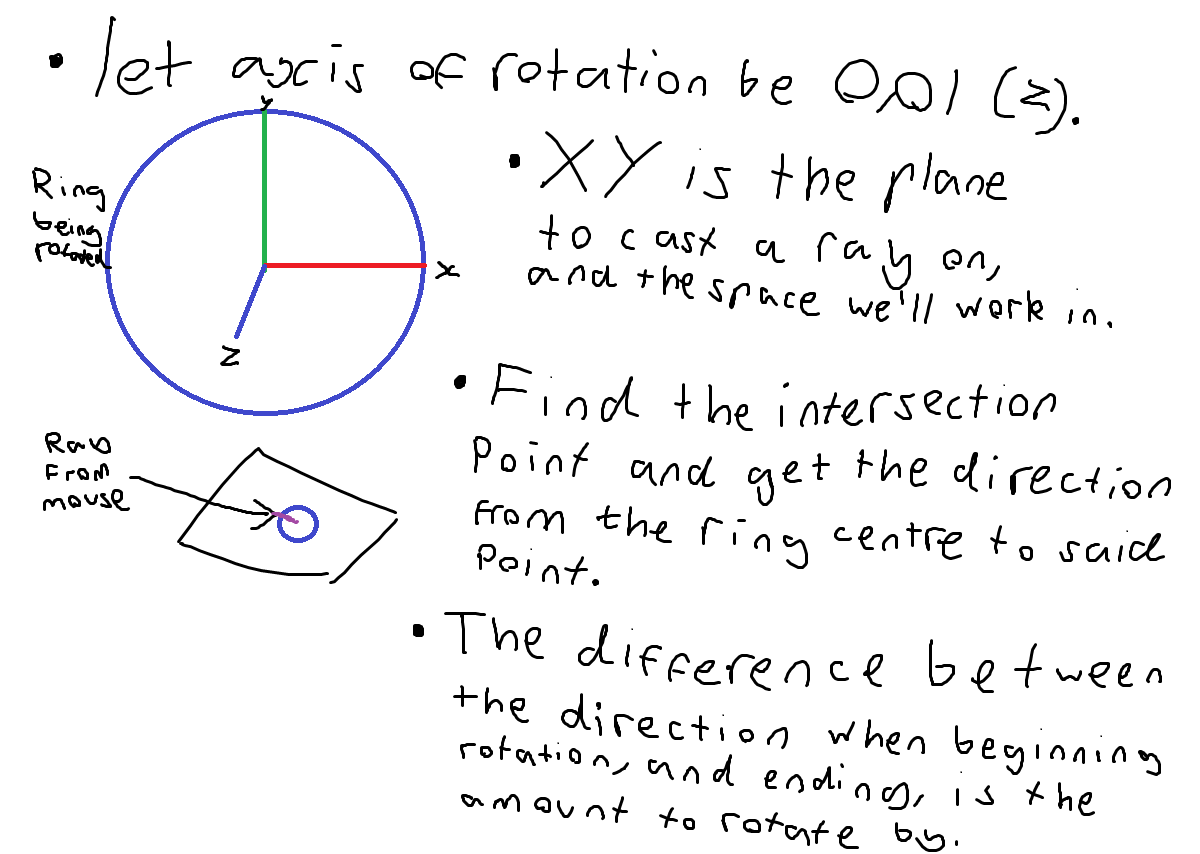 • let axis of rotation be 0,0,1 (z).
y
Ring
being
rotated
x
z
• XY is the plane
to cast a ray on,
and the space we'll work in.
• Find the intersection
Point and get the direction
from the ring centre to said
Point.
Ray
From
mouse
• The difference between
the direction when beginning
rotation, and ending, is the
amount to rotate by.